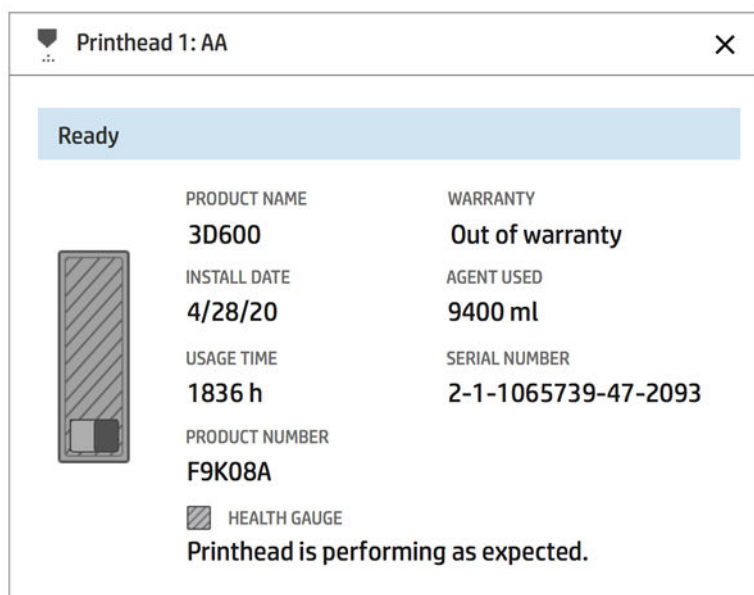 Printhead 1: AA
Ready
PRODUCT NAME
3D600
WARRANTY
Out of warranty
INSTALL DATE
4/28/20
AGENT USED
9400 ml
USAGE TIME
1836 h
SERIAL NUMBER
2-1-1065739-47-2093
PRODUCT NUMBER
F9K08A
HEALTH GAUGE
Printhead is performing as expected.